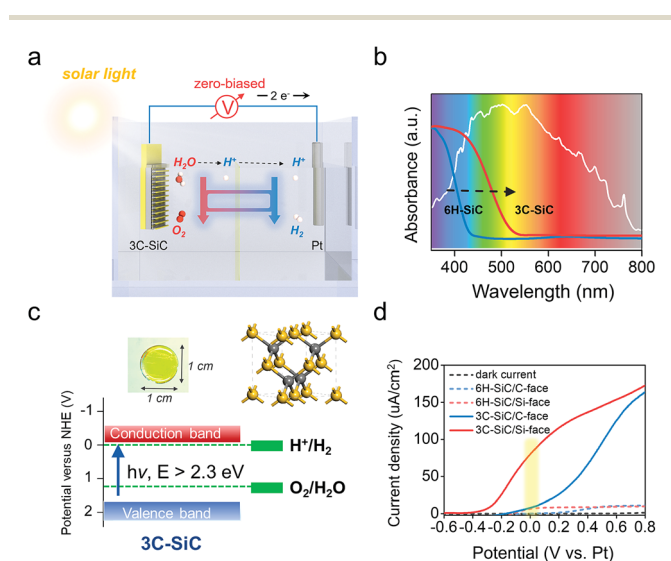 a
solar light
zero-biased
V
2 e⁻
H₂O
H⁺
H⁺
O₂
H₂
3C-SiC
Pt
b
Absorbance (a.u.)
6H-SiC
3C-SiC
400 500 600 700 800
Wavelength (nm)
c
1 cm
1 cm
Potential versus NHE (V)
-1
0
1
2
Conduction band
H⁺/H₂
hν, E > 2.3 eV
O₂/H₂O
Valence band
3C-SiC
d
Current density (uA/cm²)
200
150
100
50
0
dark current
6H-SiC/C-face
6H-SiC/Si-face
3C-SiC/C-face
3C-SiC/Si-face
-0.6 -0.4 -0.2 0.0 0.2 0.4 0.6 0.8
Potential (V vs. Pt)